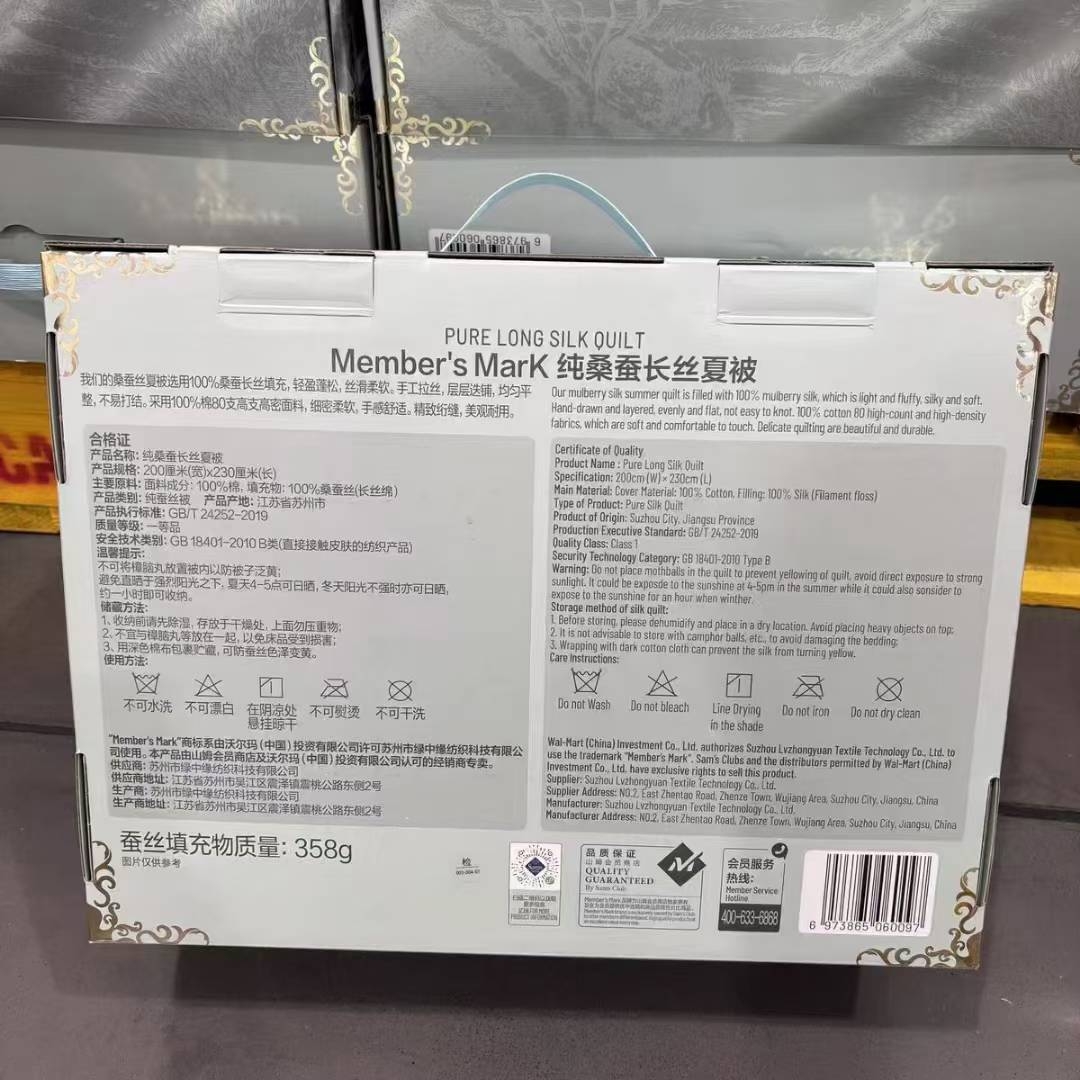 6 973865 060097
PURE LONG SILK QUILT
Member's MarK 纯桑蚕长丝夏被
我们的桑蚕丝夏被选用100%桑蚕长丝填充，轻盈蓬松，丝滑柔软。手工拉丝，层层迭铺，均匀平
整，不易打结。采用100%棉80支高支高密面料，细密柔软，手感舒适。精致绗缝，美观耐用。
合格证
产品名称: 纯桑蚕长丝夏被
产品规格: 200厘米(宽)x230厘米(长)
主要原料: 面料成分: 100%棉, 填充物: 100%桑蚕丝(长丝绵)
产品类别: 纯蚕丝被 产品产地: 江苏省苏州市
产品执行标准: GB/T 24252-2019
质量等级: 一等品
安全技术类别: GB 18401-2010 B类(直接接触皮肤的纺织产品)
温馨提示:
不可将樟脑丸放置被内以防被子泛黄;
避免直晒于强烈阳光之下, 夏天4-5点可日晒, 冬天阳光不强时亦可日晒,
约一小时即可收纳。
储藏方法:
1、收纳前请先除湿, 存放于干燥处, 上面勿压重物;
2、不宜与樟脑丸等放在一起, 以免床品受到损害;
3、用深色棉布包裹贮藏, 可防蚕丝色泽变黄。
使用方法:
不可水洗 不可漂白 在阴凉处 不可熨烫 不可干洗
悬挂晾干
"Member's Mark"商标系由沃尔玛（中国）投资有限公司许可苏州市绿中缘纺织科技有限公
司使用。本产品由山姆会员商店及沃尔玛（中国）投资有限公司认可的经销商专卖。
供应商: 苏州市绿中缘纺织科技有限公司
供应商地址: 江苏省苏州市吴江区震泽镇震桃公路东侧2号
生产商: 苏州市绿中缘纺织科技有限公司
生产商地址: 江苏省苏州市吴江区震泽镇震桃公路东侧2号
蚕丝填充物质量: 358g
图片仅供参考
Our mulberry silk summer quilt is filled with 100% mulberry silk, which is light and fluffy, silky and soft.
Hand-drawn and layered, evenly and flat, not easy to knot. 100% cotton 80 high-count and high-density
fabrics, which are soft and comfortable to touch. Delicate quilting are beautiful and durable.
Certificate of Quality
Product Name : Pure Long Silk Quilt
Specification: 200cm (W) × 230cm (L)
Main Material: Cover Material: 100% Cotton. Filling: 100% Silk (Filament floss)
Type of Product: Pure Silk Quilt
Product of Origin: Suzhou City, Jiangsu Province
Production Executive Standard: GB/T 24252-2019
Quality Class: Class 1
Security Technology Category: GB 18401-2010 Type B
Warning: Do not place mothballs in the quilt to prevent yellowing of quilt, avoid direct exposure to strong
sunlight. It could be exposde to the sunshine at 4-5pm in the summer while it could also sonsider to
expose to the sunshine for an hour when winther.
Storage method of silk quilt:
1. Before storing, please dehumidify and place in a dry location. Avoid placing heavy objects on top;
2. It is not advisable to store with camphor balls, etc., to avoid damaging the bedding;
3. Wrapping with dark cotton cloth can prevent the silk from turning yellow.
Care Instructions:
Do not Wash Do not bleach Line Drying Do not iron Do not dry clean
in the shade
Wal-Mart (China) Investment Co., Ltd. authorizes Suzhou Lvzhongyuan Textile Technology Co., Ltd. to
use the trademark "Member's Mark". Sam's Clubs and the distributors permitted by Wal-Mart (China)
Investment Co., Ltd. have exclusive rights to sell this product.
Supplier: Suzhou Lvzhongyuan Textile Technology Co., Ltd.
Supplier Address: NO.2, East Zhentao Road, Zhenze Town, Wujiang Area, Suzhou City, Jiangsu, China
Manufacturer: Suzhou Lvzhongyuan Textile Technology Co., Ltd.
Manufacturer Address: NO.2, East Zhentao Road, Zhenze Town, Wujiang Area, Suzhou City, Jiangsu, China
检
PRODUCT INFORMATION
品质保证
山姆会员商店
QUALITY
GUARANTEED
By Sams Club
会员服务
热线:
Member Service
Hotline
400-633-6868
6 973865 060097